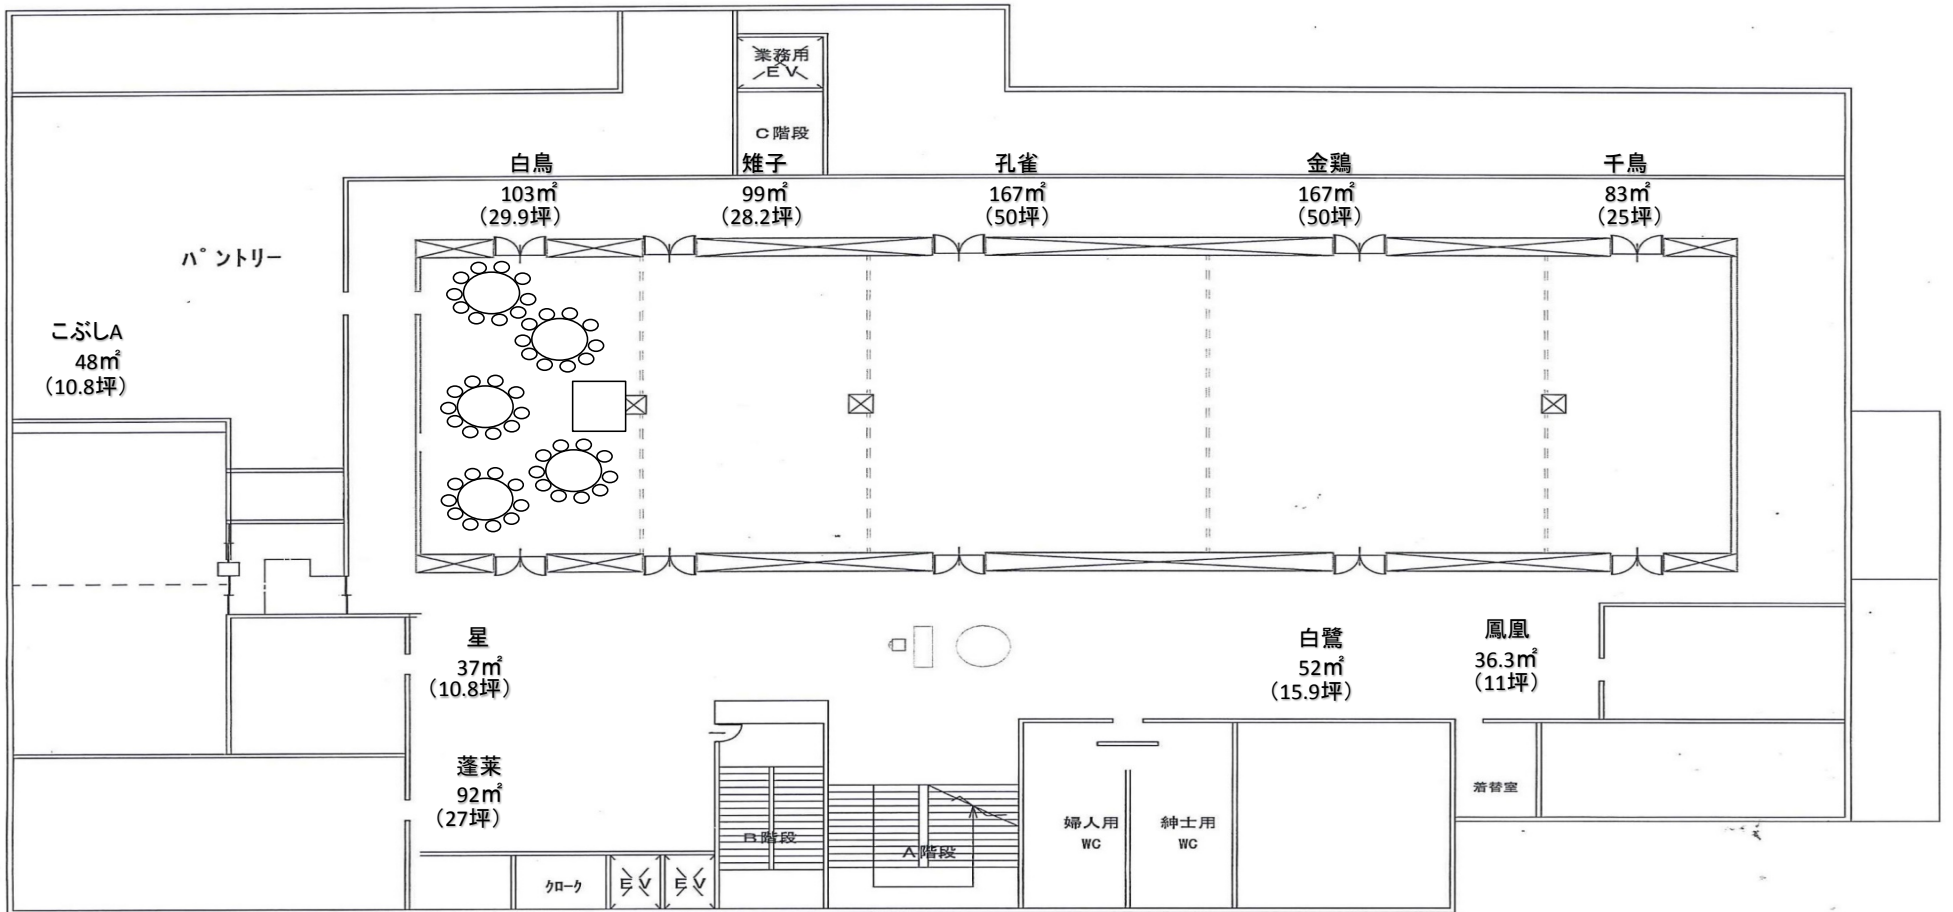 業務用
EV
C階段
白鳥
103㎡
(29.9坪)
雉子
99㎡
(28.2坪)
孔雀
167㎡
(50坪)
金鶏
167㎡
(50坪)
千鳥
83㎡
(25坪)
パントリー
こぶしA
48㎡
(10.8坪)
星
37㎡
(10.8坪)
白鷺
52㎡
(15.9坪)
鳳凰
36.3㎡
(11坪)
蓬莱
92㎡
(27坪)
着替室
婦人用
WC
紳士用
WC
B階段
A階段
クローク
EV
EV